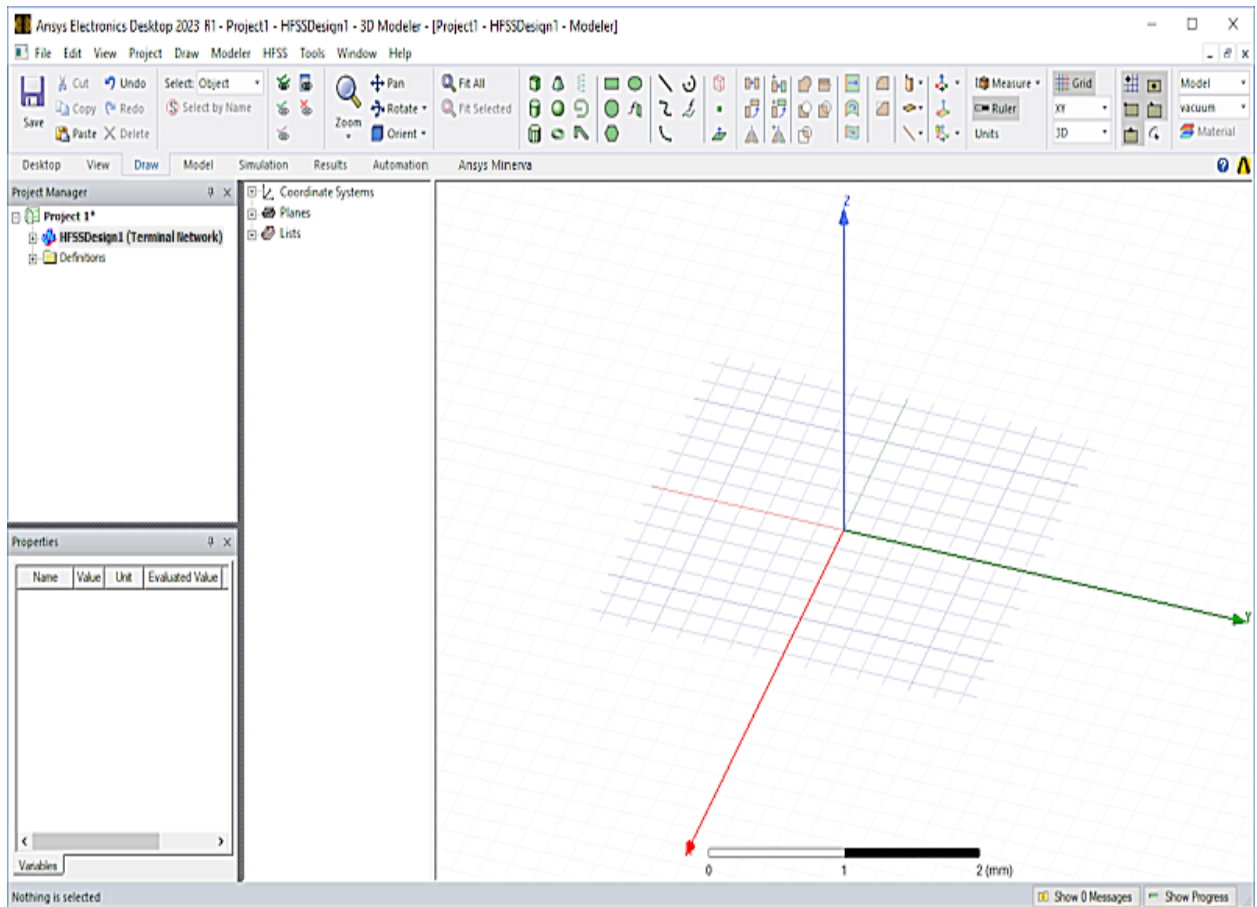 Ansys Electronics Desktop 2023 R1 - Project1 - HFSSDesign1 - 3D Modeler - [Project1 - HFSSDesign1 - Modeler]
File Edit View Project Draw Modeler HFSS Tools Window Help
Save
Cut Undo Select: Object
Copy Redo Select by Name
Paste Delete
Zoom
Pan
Rotate
Orient
Fit All
Fit Selected
Measure
Ruler
Units
Grid
XY
3D
Model
vacuum
Material
Desktop View Draw Model Simulation Results Automation Ansys Minerva
Project Manager
Project 1*
HFSSDesign1 (Terminal Network)
Definitions
Coordinate Systems
Planes
Lists
Z
Y
X
0 1 2 (mm)
Properties
Name Value Unit Evaluated Value
Variables
Nothing is selected
Show 0 Messages Show Progress